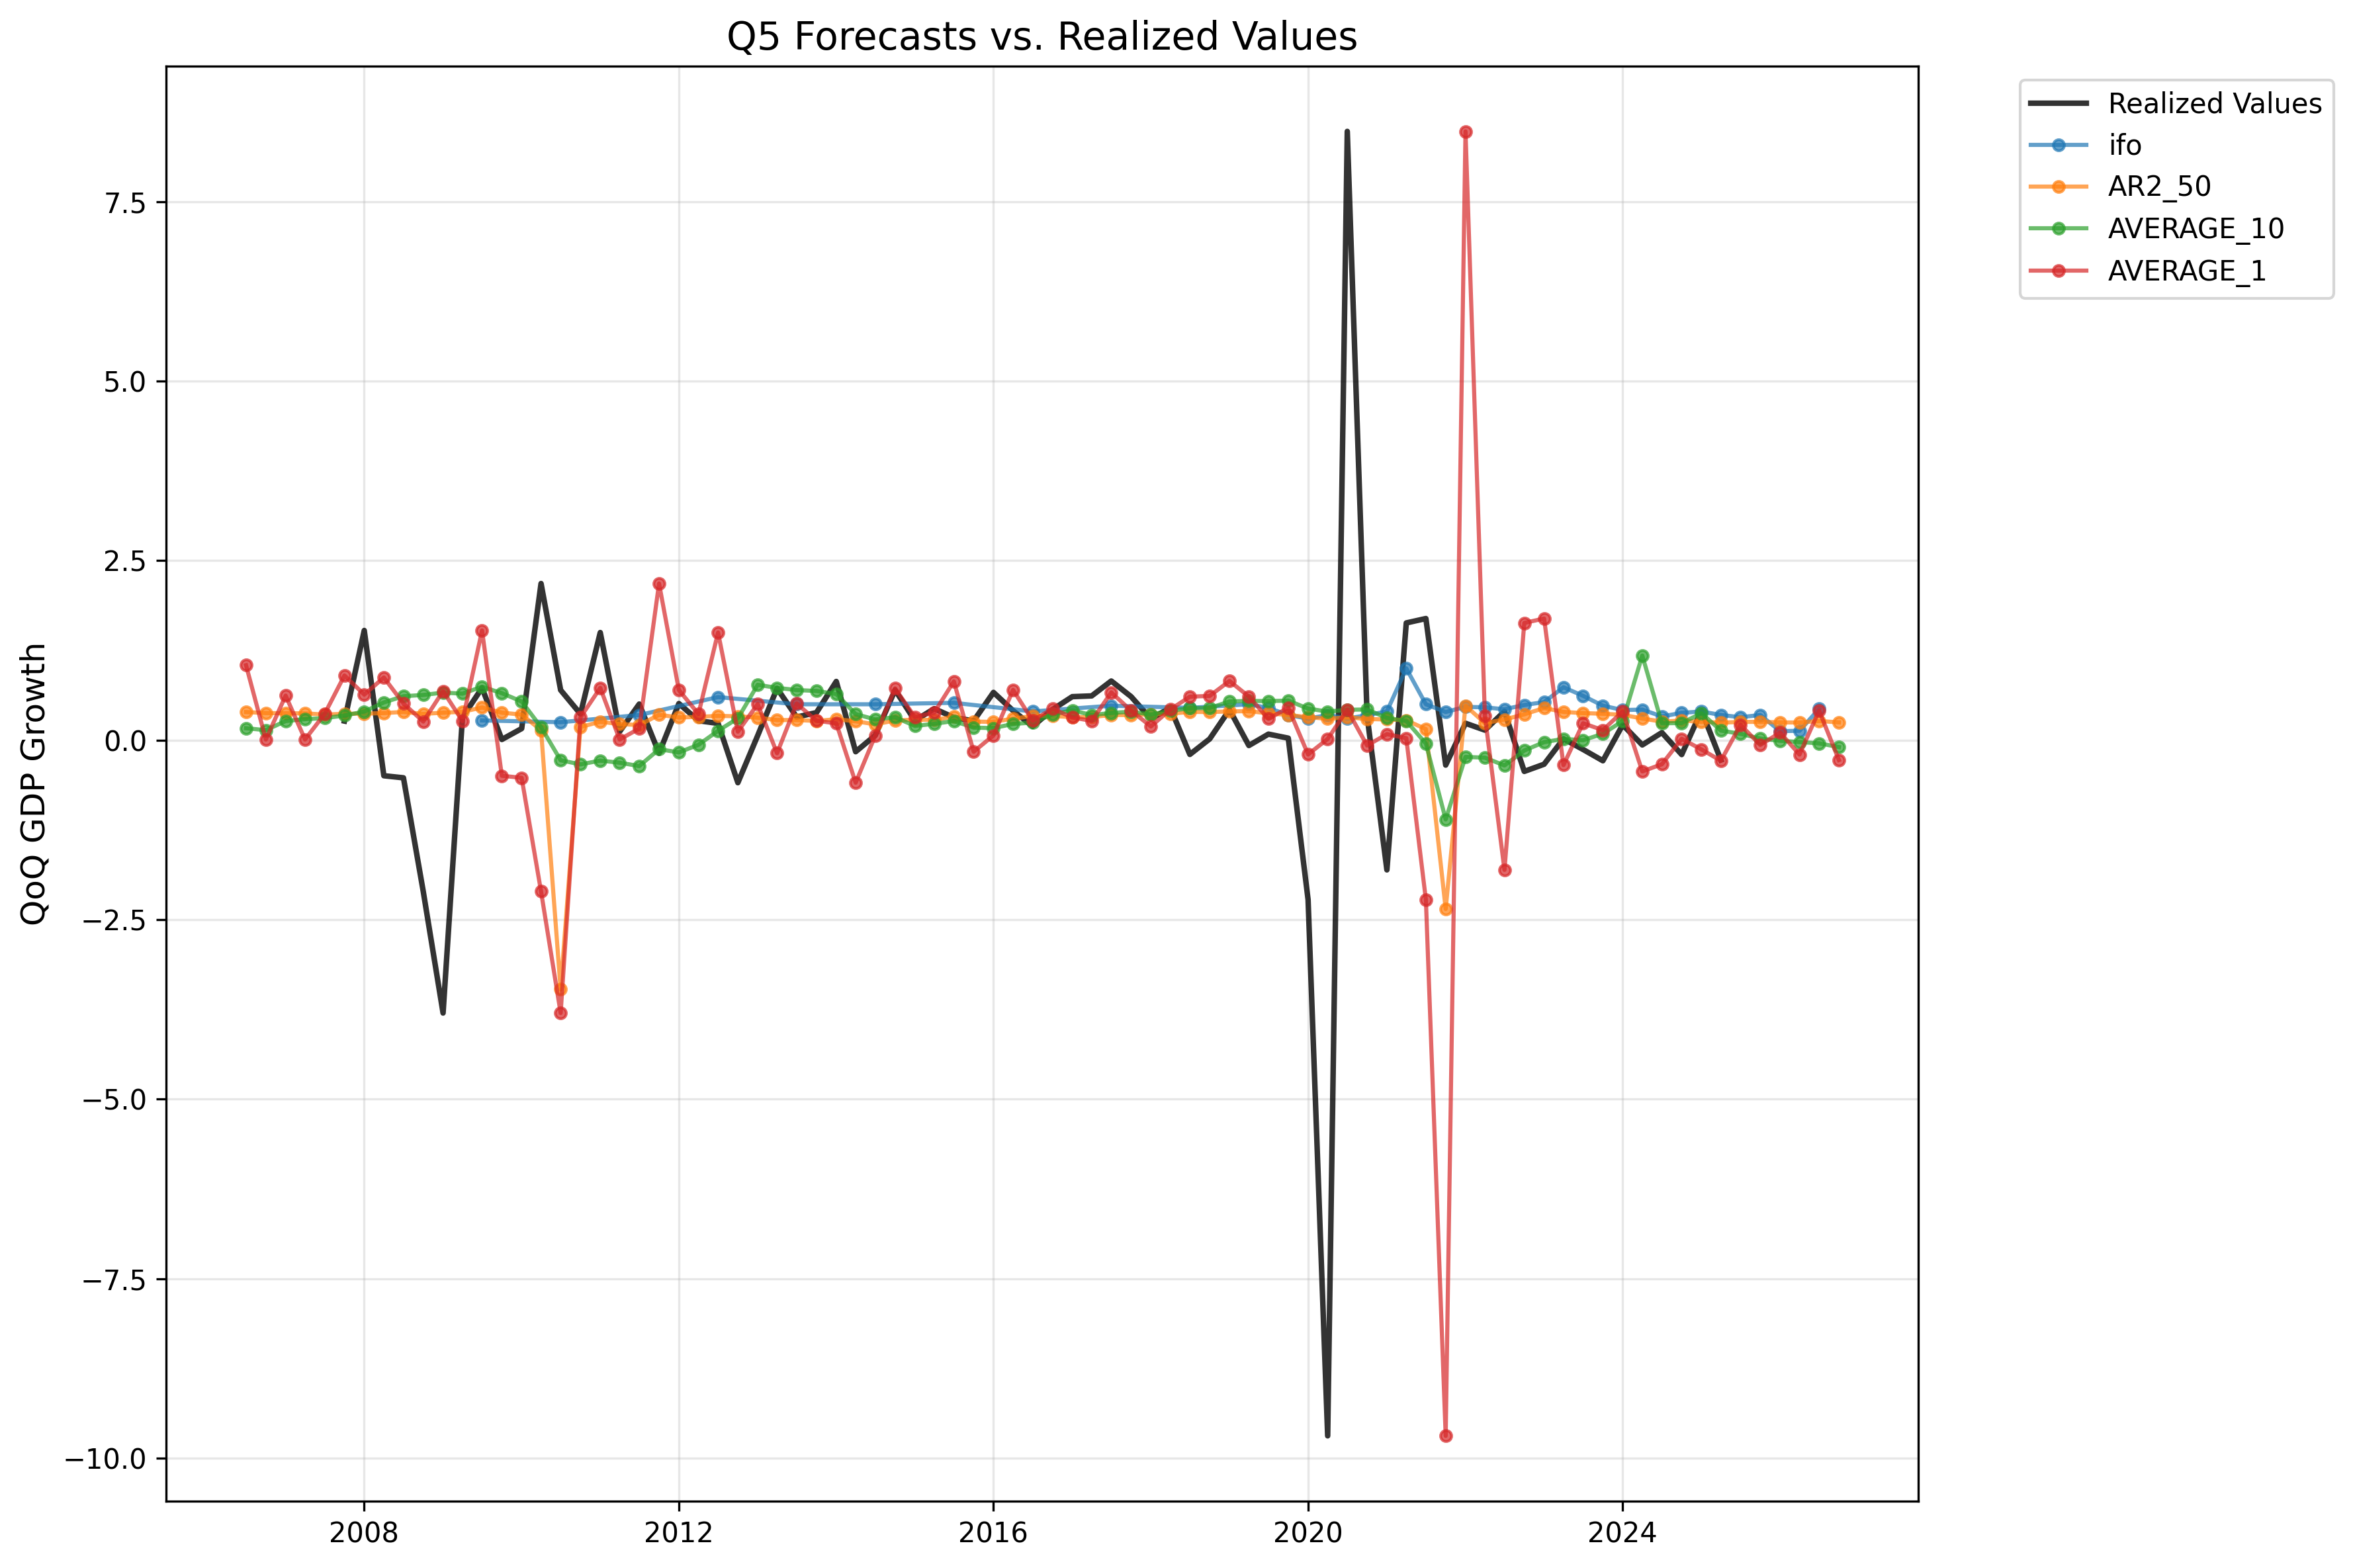 Q5 Forecasts vs. Realized Values
QoQ GDP Growth
7.5
5.0
2.5
0.0
−2.5
−5.0
−7.5
−10.0
2008
2012
2016
2020
2024
Realized Values
ifo
AR2_50
AVERAGE_10
AVERAGE_1